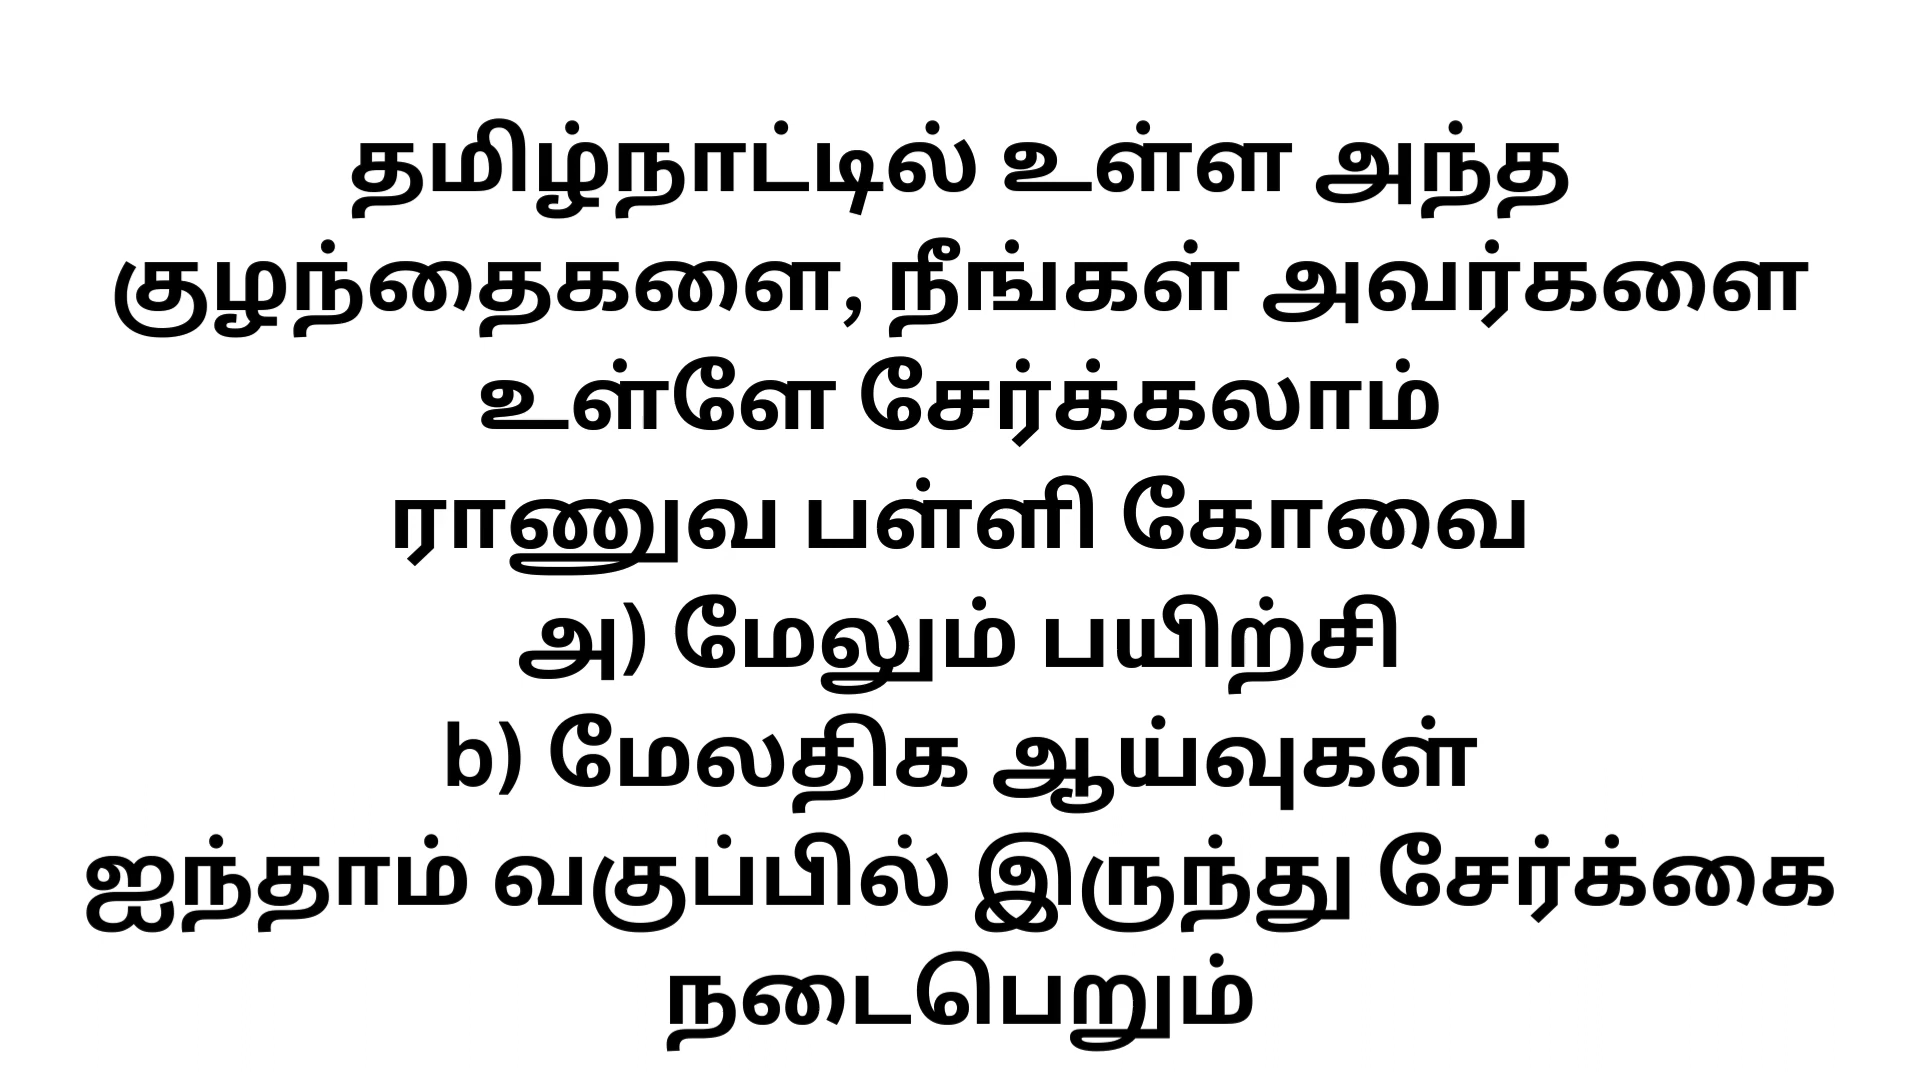 தமிழ்நாட்டில் உள்ள அந்த
குழந்தைகளை, நீங்கள் அவர்களை
உள்ளே சேர்க்கலாம்
ராணுவ பள்ளி கோவை
அ) மேலும் பயிற்சி
b) மேலதிக ஆய்வுகள்
ஐந்தாம் வகுப்பில் இருந்து சேர்க்கை
நடைபெறும்